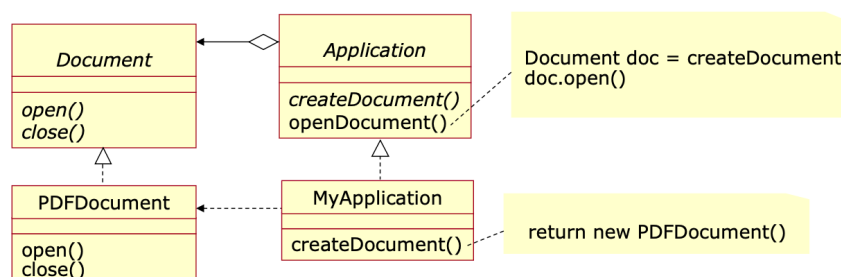 Document
open()
close()
Application
createDocument()
openDocument()
Document doc = createDocument
doc.open()
PDFDocument
open()
close()
MyApplication
createDocument()
return new PDFDocument()